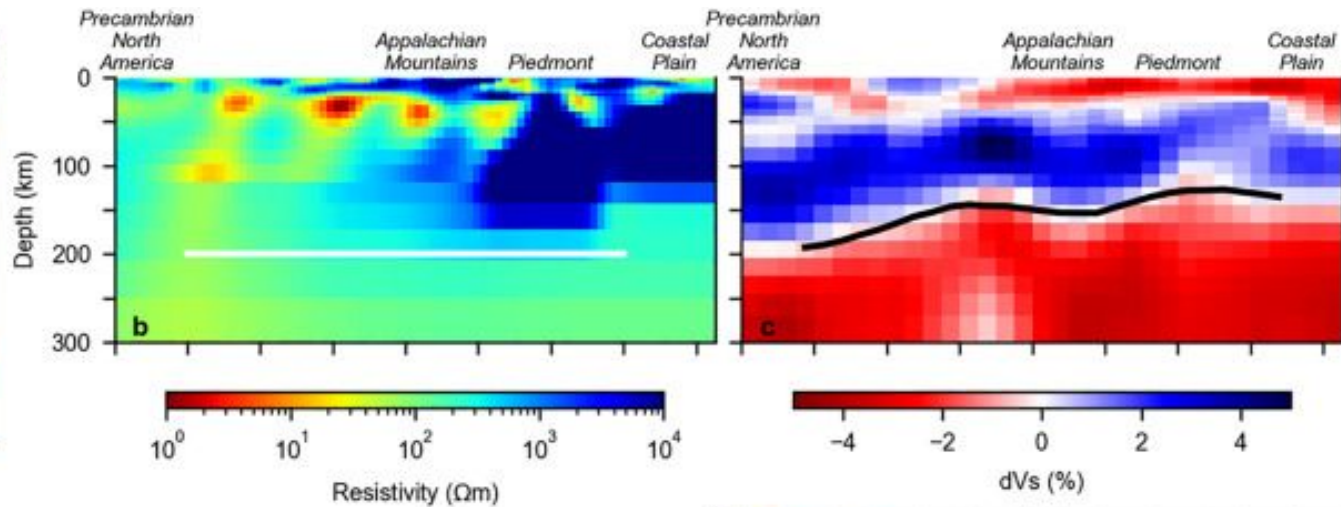 Precambrian
North
America
Appalachian
Mountains
Piedmont
Coastal
Plain
Precambrian
North
America
Appalachian
Mountains
Piedmont
Coastal
Plain
Depth (km)
0
100
200
300
b
c
10⁰ 10¹ 10² 10³ 10⁴
Resistivity (Ωm)
−4 −2 0 2 4
dVs (%)